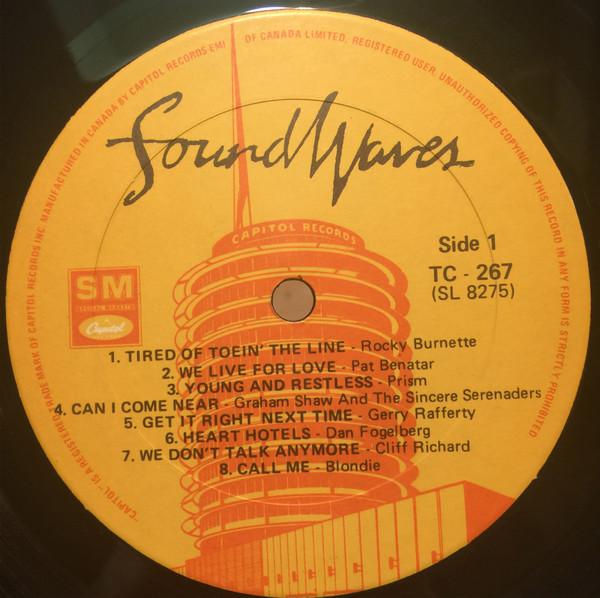 "CAPITOL" IS A REGISTERED TRADE MARK OF CAPITOL RECORDS INC. MANUFACTURED IN CANADA BY CAPITOL RECORDS-EMI OF CANADA LIMITED, REGISTERED USER. UNAUTHORIZED COPYING OF THIS RECORD IN ANY FORM IS STRICTLY PROHIBITED
Sound Waves
CAPITOL RECORDS
Side 1
TC - 267
(SL 8275)
SM
SPECIAL MARKETS
Capitol
1. TIRED OF TOEIN' THE LINE - Rocky Burnette
2. WE LIVE FOR LOVE - Pat Benatar
3. YOUNG AND RESTLESS - Prism
4. CAN I COME NEAR - Graham Shaw And The Sincere Serenaders
5. GET IT RIGHT NEXT TIME - Gerry Rafferty
6. HEART HOTELS - Dan Fogelberg
7. WE DON'T TALK ANYMORE - Cliff Richard
8. CALL ME - Blondie